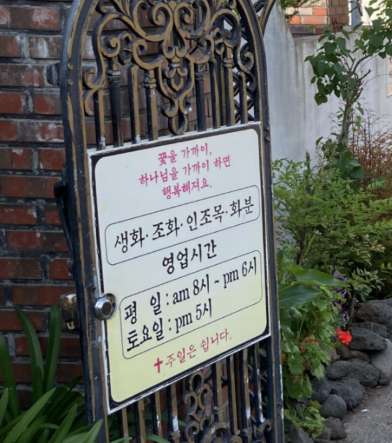 꽃을 가까이,
하나님을 가까이 하면
행복해져요.
생화·조화·인조목·화분
영업시간
평 일 : am 8시 ~ pm 6시
토요일 : pm 5시
✝주일은 쉽니다.